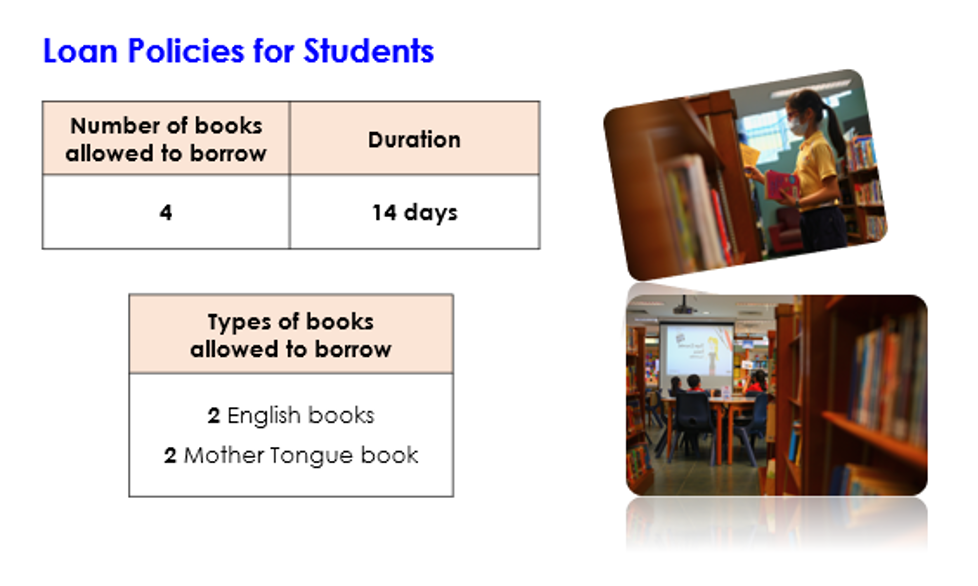 Loan Policies for Students
Number of books
allowed to borrow
Duration
4
14 days
Types of books
allowed to borrow
2 English books
2 Mother Tongue book